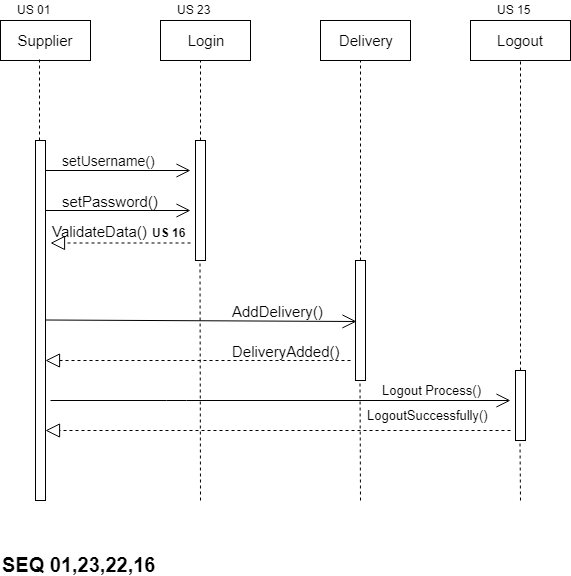 US 01
US 23
US 15
Supplier
Login
Delivery
Logout
setUsername()
setPassword()
ValidateData() US 16
AddDelivery()
DeliveryAdded()
Logout Process()
LogoutSuccessfully()
SEQ 01,23,22,16